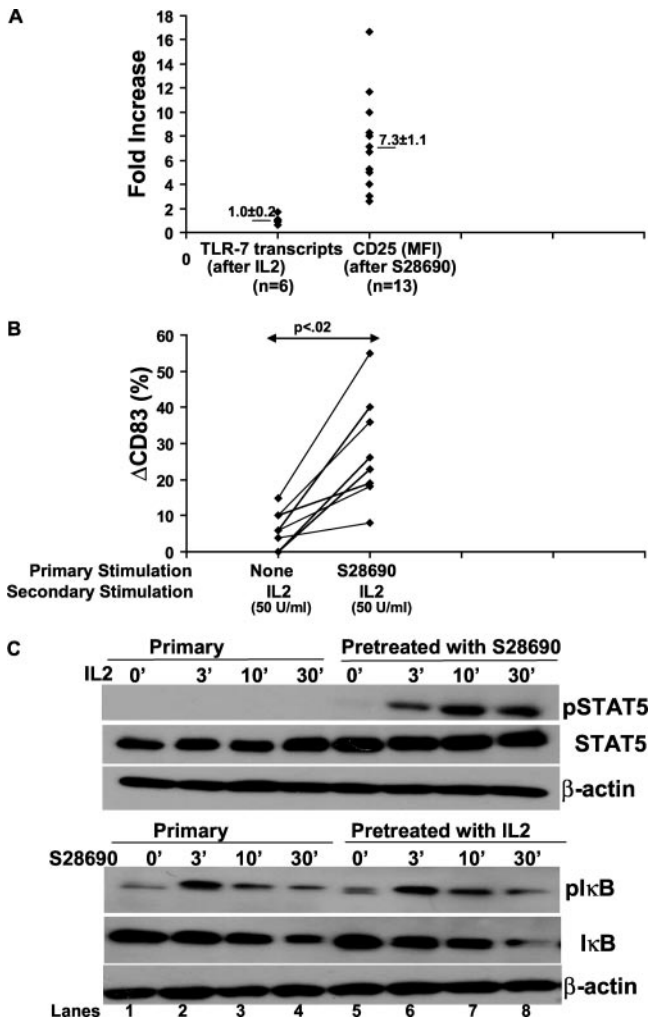 A
Fold Increase
18
16
14
12
10
8
6
4
2
0
0
7.3±1.1
1.0±0.2
TLR-7 transcripts CD25 (MFI)
(after IL2) (after S28690)
(n=6) (n=13)
B
p<.02
ΔCD83 (%)
60
50
40
30
20
10
0
Primary Stimulation None S28690
Secondary Stimulation IL2 IL2
(50 U/ml) (50 U/ml)
C
Primary Pretreated with S28690
IL2 0' 3' 10' 30' 0' 3' 10' 30'
pSTAT5
STAT5
β-actin
Primary Pretreated with IL2
S28690 0' 3' 10' 30' 0' 3' 10' 30'
pIκB
IκB
β-actin
Lanes 1 2 3 4 5 6 7 8